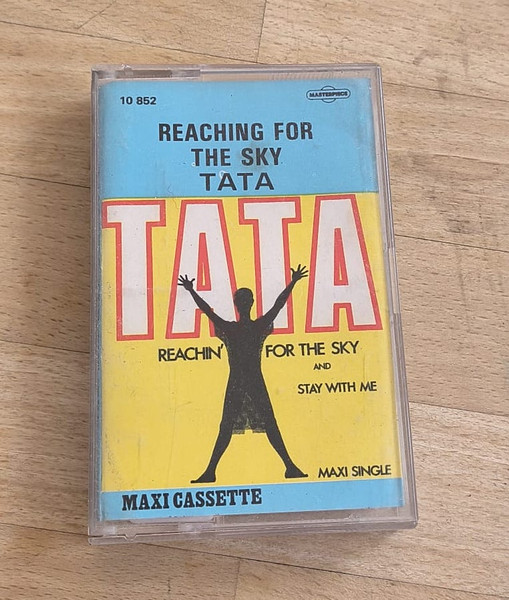 10 852
MASTERPIECE
REACHING FOR
THE SKY
TATA
TATA
REACHIN' FOR THE SKY
AND
STAY WITH ME
MAXI SINGLE
MAXI CASSETTE